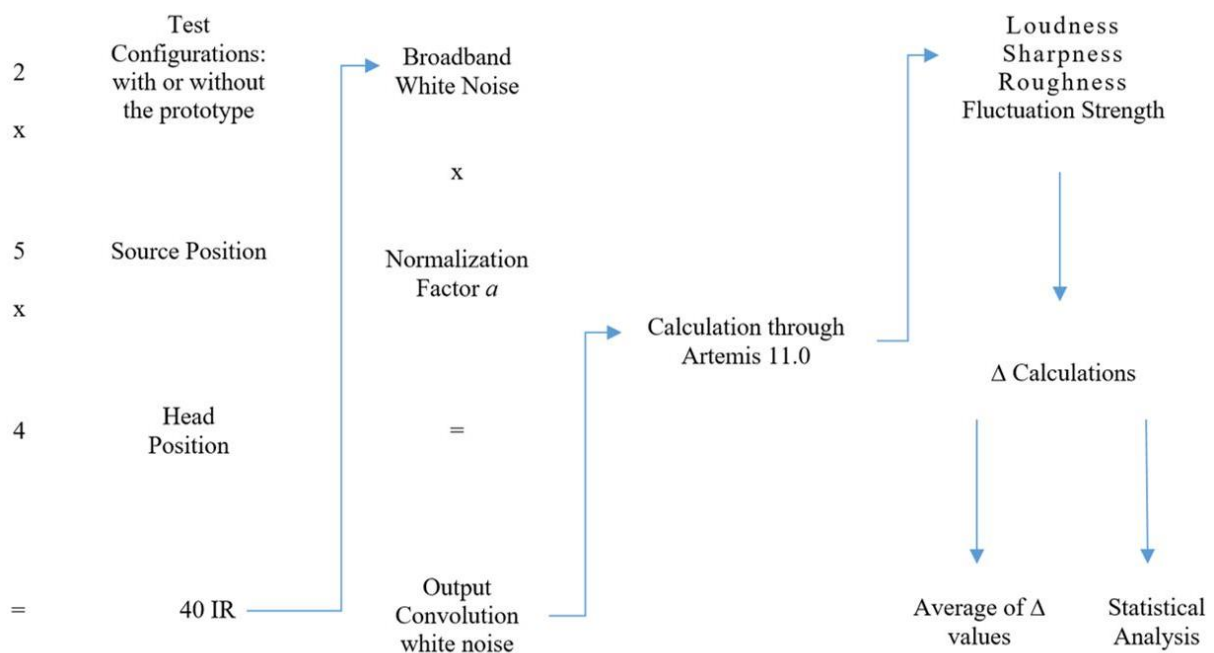 2
Test
Configurations:
with or without
the prototype
x
5
Source Position
x
4
Head
Position
=
40 IR
Broadband
White Noise
x
Normalization
Factor a
=
Output
Convolution
white noise
Calculation through
Artemis 11.0
Loudness
Sharpness
Roughness
Fluctuation Strength
Δ Calculations
Average of Δ
values
Statistical
Analysis